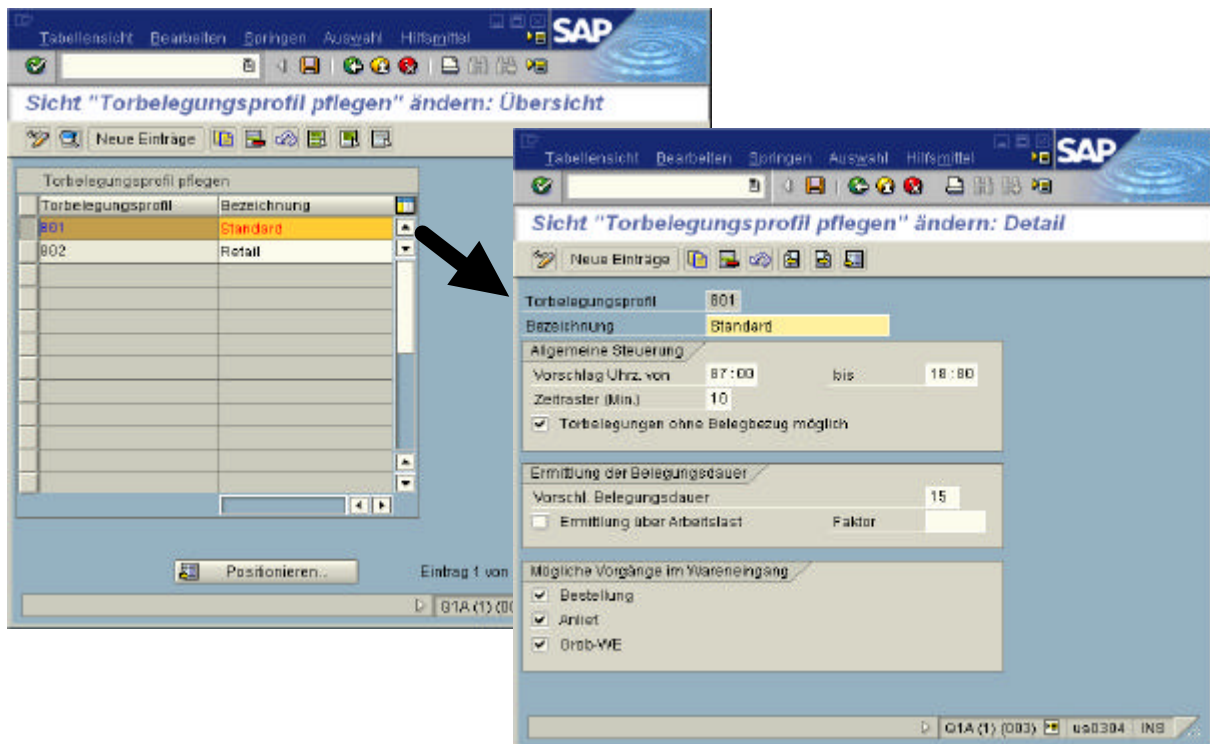 Tabellensicht Bearbeiten Springen Auswahl Hilfsmittel
SAP
Sicht "Torbelegungsprofil pflegen" ändern: Übersicht
Neue Einträge
Torbelegungsprofil pflegen
Torbelegungsprofil Bezeichnung
B01 Standard
B02 Retail
Positionieren..
Eintrag 1 von
Tabellensicht Bearbeiten Springen Auswahl Hilfsmittel
SAP
Sicht "Torbelegungsprofil pflegen" ändern: Detail
Neue Einträge
Torbelegungsprofil B01
Bezeichnung Standard
Allgemeine Steuerung
Vorschlag Uhrz. von 07:00 bis 18:00
Zeitraster (Min.) 10
Torbelegungen ohne Belegbezug möglich
Ermittlung der Belegungsdauer
Vorschl. Belegungsdauer 15
Ermittlung über Arbeitslast Faktor
Mögliche Vorgänge im Wareneingang
Bestellung
Anlief
Grob-WE
(1) (003) us0304 INS